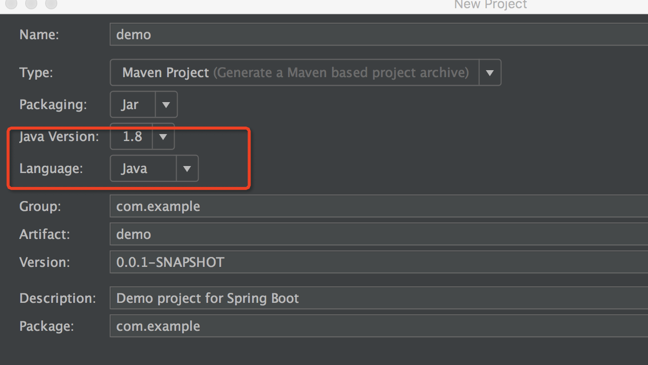 New Project
Name: demo
Type: Maven Project (Generate a Maven based project archive)
Packaging: Jar
Java Version: 1.8
Language: Java
Group: com.example
Artifact: demo
Version: 0.0.1-SNAPSHOT
Description: Demo project for Spring Boot
Package: com.example